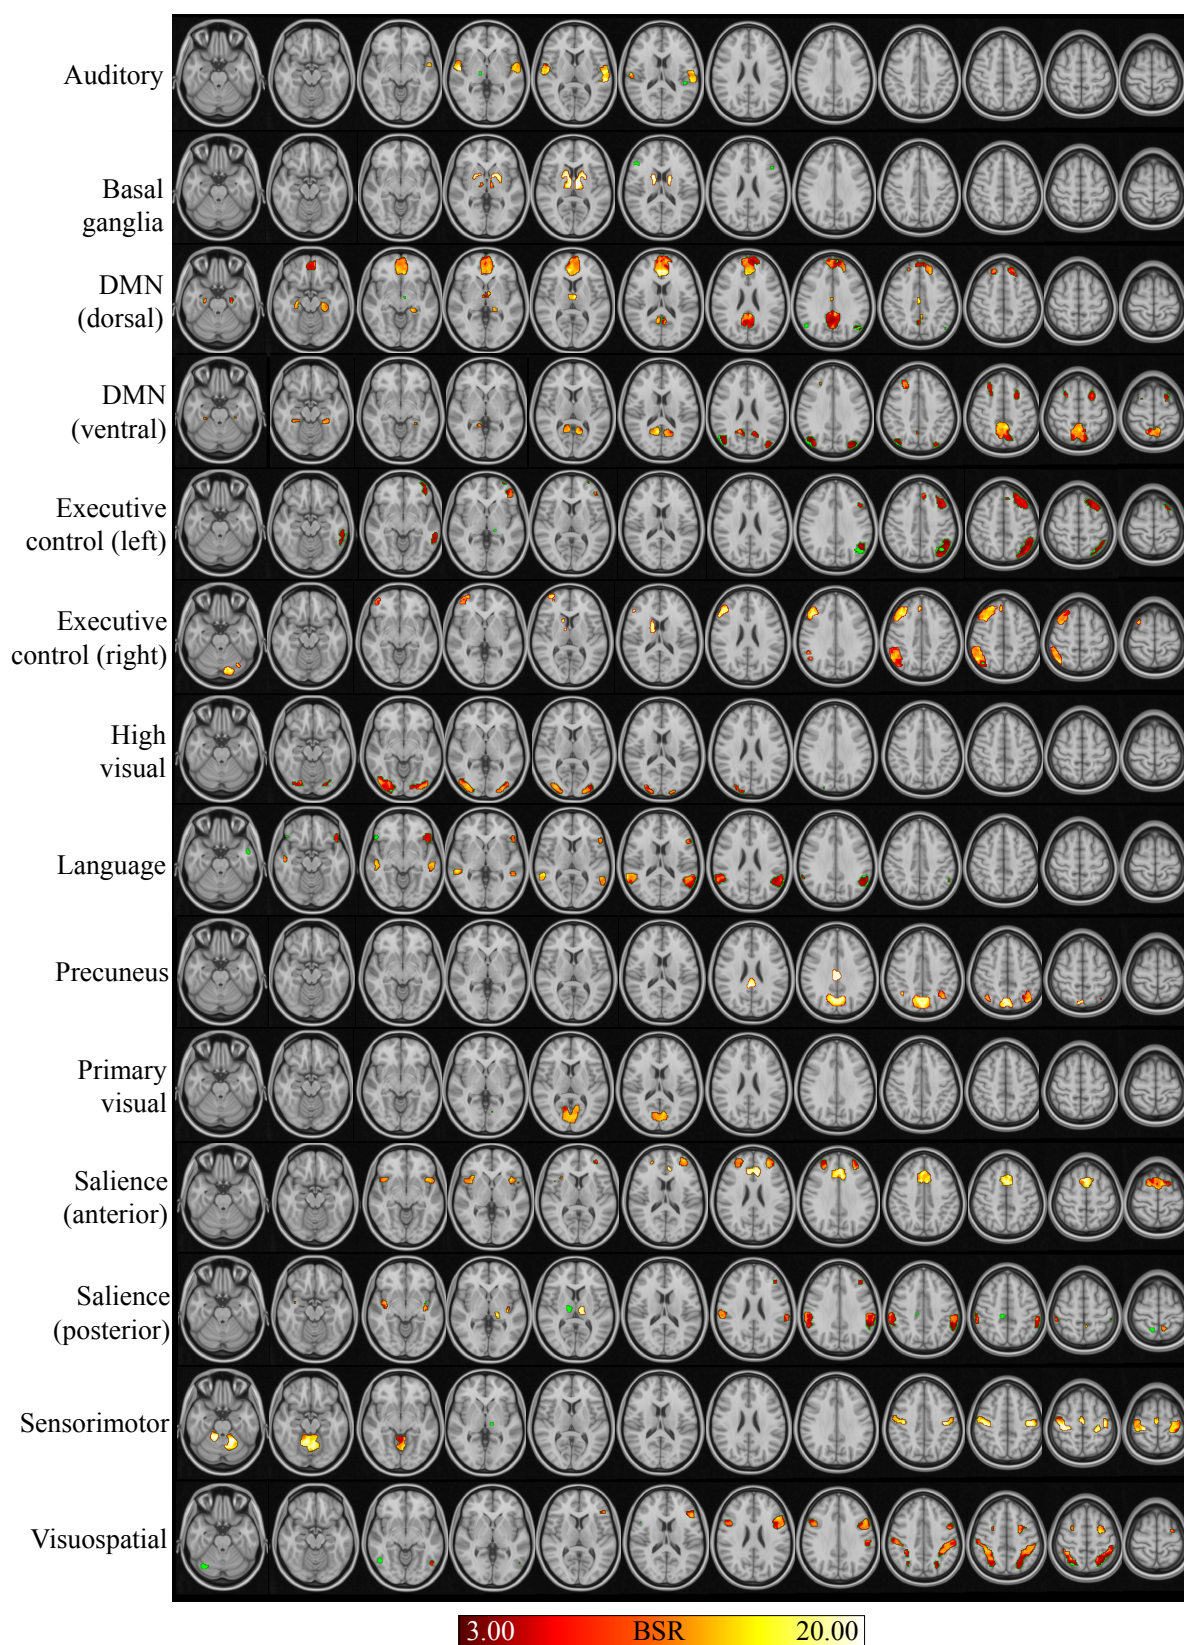 Auditory
Basal
ganglia
DMN
(dorsal)
DMN
(ventral)
Executive
control (left)
Executive
control (right)
High
visual
Language
Precuneus
Primary
visual
Salience
(anterior)
Salience
(posterior)
Sensorimotor
Visuospatial
3.00 BSR 20.00